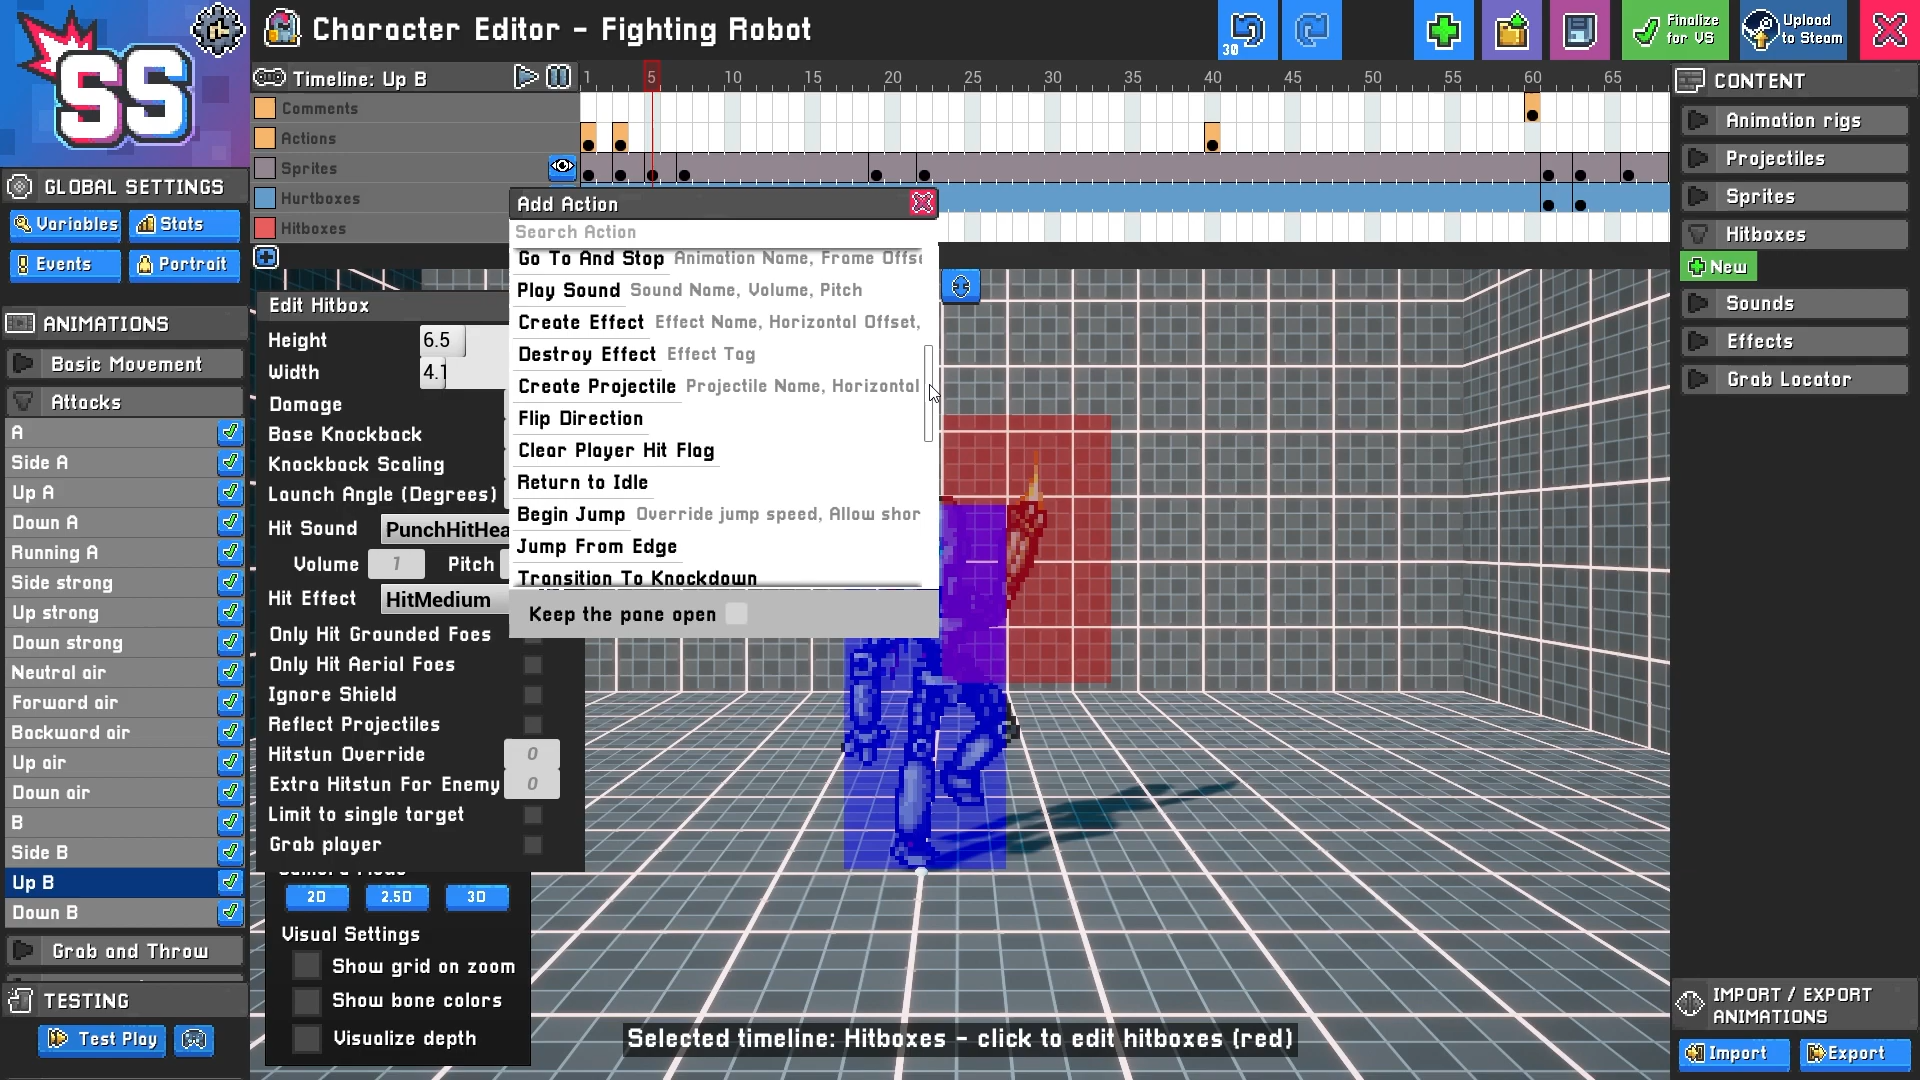 SS
Character Editor - Fighting Robot
30
Finalize for VS
Upload to Steam
Timeline: Up B
1 5 10 15 20 25 30 35 40 45 50 55 60 65
Comments
Actions
Sprites
Hurtboxes
Hitboxes
GLOBAL SETTINGS
Variables
Stats
Events
Portrait
ANIMATIONS
Basic Movement
Attacks
A
Side A
Up A
Down A
Running A
Side strong
Up strong
Down strong
Neutral air
Forward air
Backward air
Up air
Down air
B
Side B
Up B
Down B
Grab and Throw
TESTING
Test Play
Edit Hitbox
Height 6.5
Width 4.1
Damage
Base Knockback
Knockback Scaling
Launch Angle (Degrees)
Hit Sound PunchHitHea
Volume 1 Pitch
Hit Effect HitMedium
Only Hit Grounded Foes
Only Hit Aerial Foes
Ignore Shield
Reflect Projectiles
Hitstun Override 0
Extra Hitstun For Enemy 0
Limit to single target
Grab player
2D
2.5D
3D
Visual Settings
Show grid on zoom
Show bone colors
Visualize depth
Add Action
Search Action
Go To And Stop Animation Name, Frame Offs
Play Sound Sound Name, Volume, Pitch
Create Effect Effect Name, Horizontal Offset,
Destroy Effect Effect Tag
Create Projectile Projectile Name, Horizontal
Flip Direction
Clear Player Hit Flag
Return to Idle
Begin Jump Override jump speed, Allow shor
Jump From Edge
Transition To Knockdown
Keep the pane open
Selected timeline: Hitboxes - click to edit hitboxes (red)
CONTENT
Animation rigs
Projectiles
Sprites
Hitboxes
New
Sounds
Effects
Grab Locator
IMPORT / EXPORT
ANIMATIONS
Import
Export